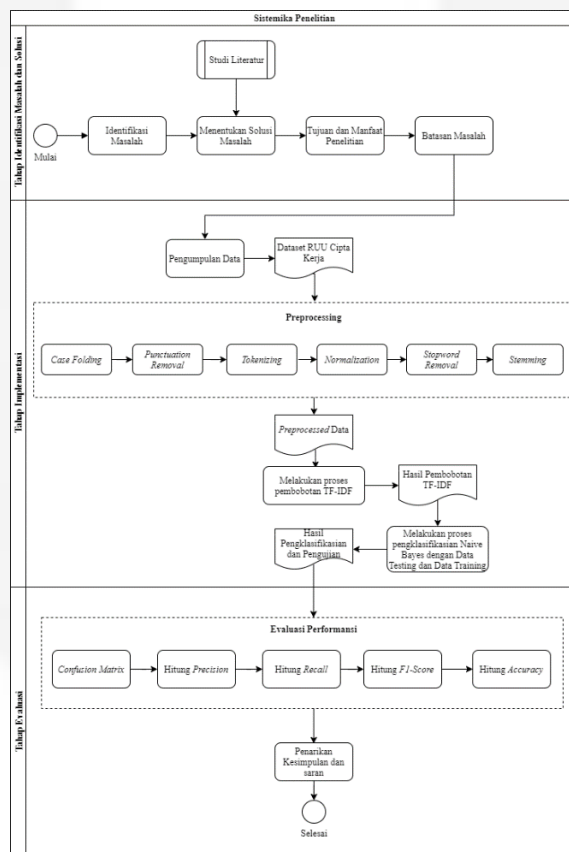 Sistemika Penelitian
Tahap Identifikasi Masalah dan Solusi
Studi Literatur
Mulai
Identifikasi
Masalah
Menentukan Solusi
Masalah
Tujuan dan Manfaat
Penelitian
Batasan Masalah
Tahap Implementasi
Pengumpulan Data
Dataset RUU Cipta
Kerja
Preprocessing
Case Folding
Punctuation
Removal
Tokenizing
Normalization
Stopword
Removal
Stemming
Preprocessed Data
Melakukan proses
pembobotan TF-IDF
Hasil Pembobotan
TF-IDF
Hasil
Pengklasifikasian
dan Pengujian
Melakukan proses
pengklasifikasian Naive
Bayes dengan Data
Testing dan Data Training
Tahap Evaluasi
Evaluasi Performansi
Confusion Matrix
Hitung Precision
Hitung Recall
Hitung F1-Score
Hitung Accuracy
Penarikan
Kesimpulan dan
saran
Selesai